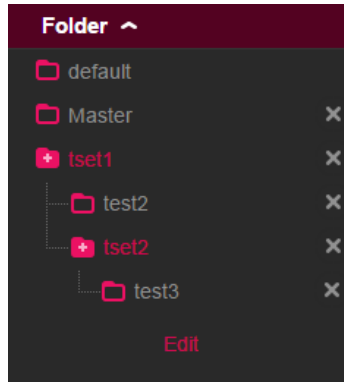 Folder
default
Master
tset1
test2
tset2
test3
Edit